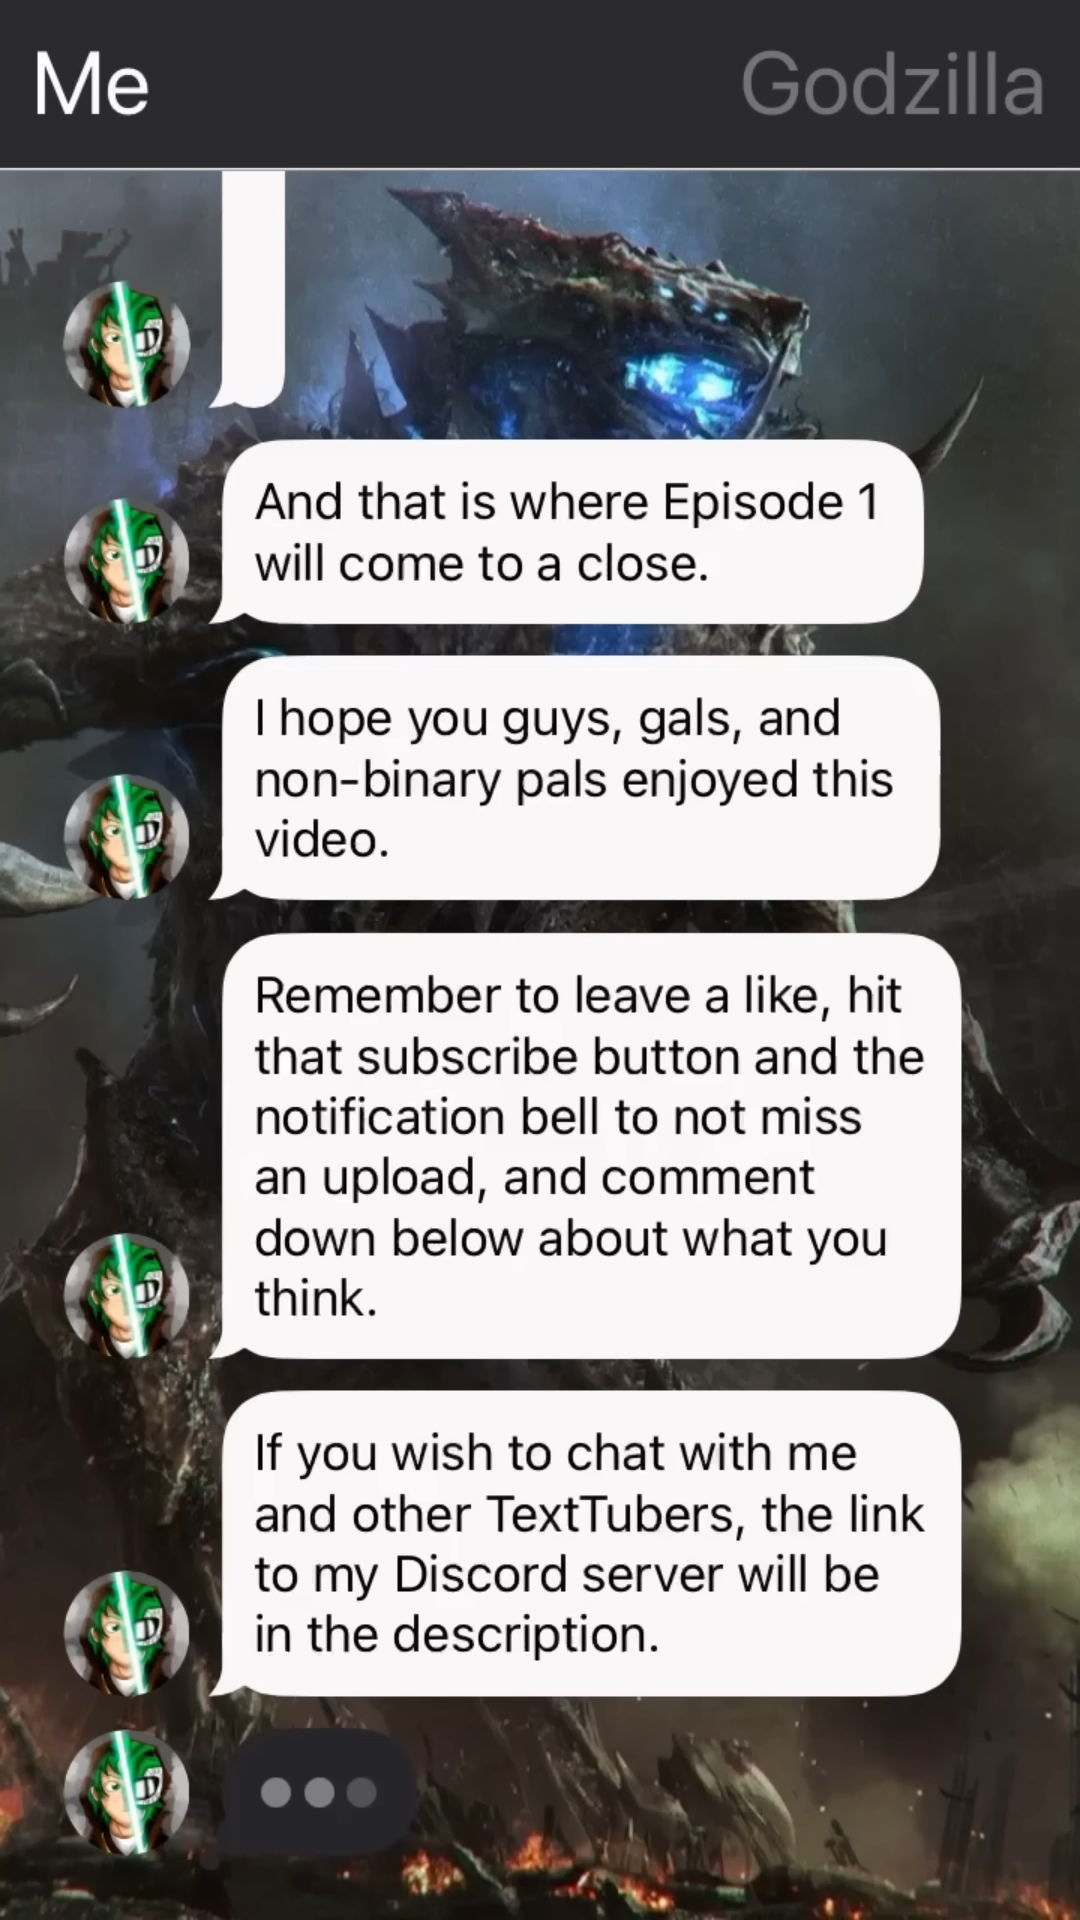 Me
Godzilla
And that is where Episode 1
will come to a close.
I hope you guys, gals, and
non-binary pals enjoyed this
video.
Remember to leave a like, hit
that subscribe button and the
notification bell to not miss
an upload, and comment
down below about what you
think.
If you wish to chat with me
and other TextTubers, the link
to my Discord server will be
in the description.